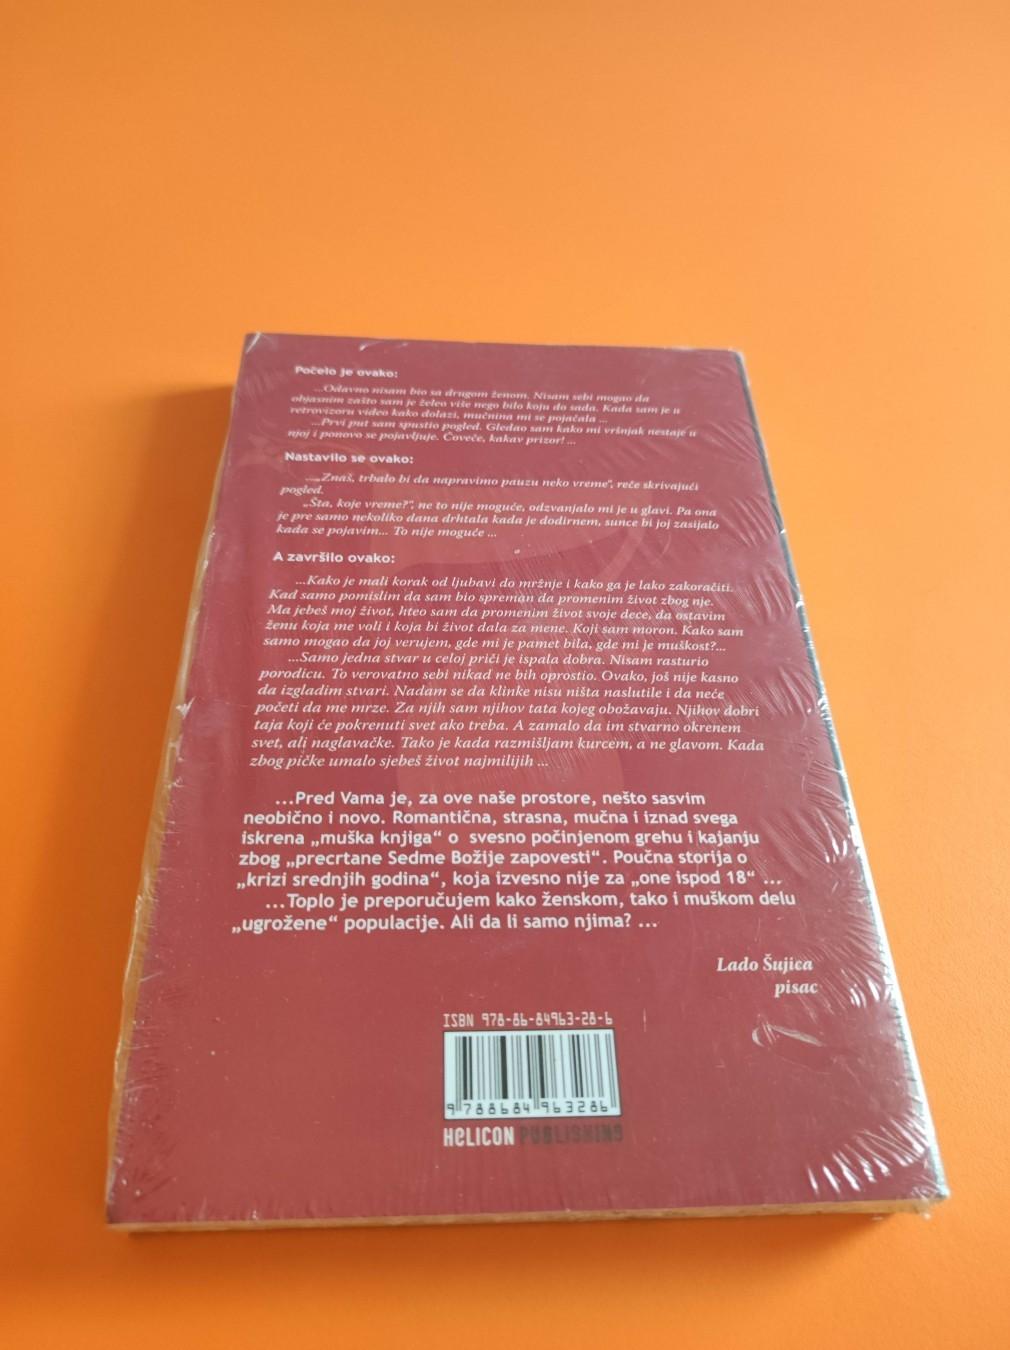 Počelo je ovako:
...Odavno nisam bio sa drugom ženom. Nisam sebi mogao da
objasnim zašto sam je želeo više nego bilo koju do sada. Kada sam je u
retrovizoru video kako dolazi, mučnina mi se pojačala ...
...Prvi put sam spustio pogled. Gledao sam kako mi vršnjak nestaje u
njoj i ponovo se pojavljuje. Čoveče, kakav prizor! ...
Nastavilo se ovako:
...„Znaš, trbalo bi da napravimo pauzu neko vreme“, reče skrivajući
pogled.
„Šta, koje vreme?“, ne to nije moguće, odzvanjalo mi je u glavi. Pa ona
je pre samo nekoliko dana drhtala kada je dodirnem, sunce bi joj zasijalo
kada se pojavim... To nije moguće ...
A završilo ovako:
...Kako je mali korak od ljubavi do mržnje i kako ga je lako zakoračiti.
Kad samo pomislim da sam bio spreman da promenim život zbog nje.
Ma jebeš moj život, hteo sam da promenim život svoje dece, da ostavim
ženu koja me voli i koja bi život dala za mene. Koji sam moron. Kako sam
samo mogao da joj verujem, gde mi je pamet bila, gde mi je muškost?...
...Samo jedna stvar u celoj priči je ispala dobra. Nisam rasturio
porodicu. To verovatno sebi nikad ne bih oprostio. Ovako, još nije kasno
da izgladim stvari. Nadam se da klinke nisu ništa naslutile i da neće
početi da me mrze. Za njih sam njihov tata kojeg obožavaju. Njihov dobri
taja koji će pokrenuti svet ako treba. A zamalo da im stvarno okrenem
svet, ali naglavačke. Tako je kada razmišljam kurcem, a ne glavom. Kada
zbog pičke umalo sjebeš život najmilijih ...
...Pred Vama je, za ove naše prostore, nešto sasvim
neobično i novo. Romantična, strasna, mučna i iznad svega
iskrena „muška knjiga“ o svesno počinjenom grehu i kajanju
zbog „precrtane Sedme Božije zapovesti“. Poučna storija o
„krizi srednjih godina“, koja izvesno nije za „one ispod 18“ ...
...Toplo je preporučujem kako ženskom, tako i muškom delu
„ugrožene“ populacije. Ali da li samo njima? ...
Lado Šujica
pisac
ISBN 978-86-84963-28-6
9 788684 963286
HELICON PUBLISHING